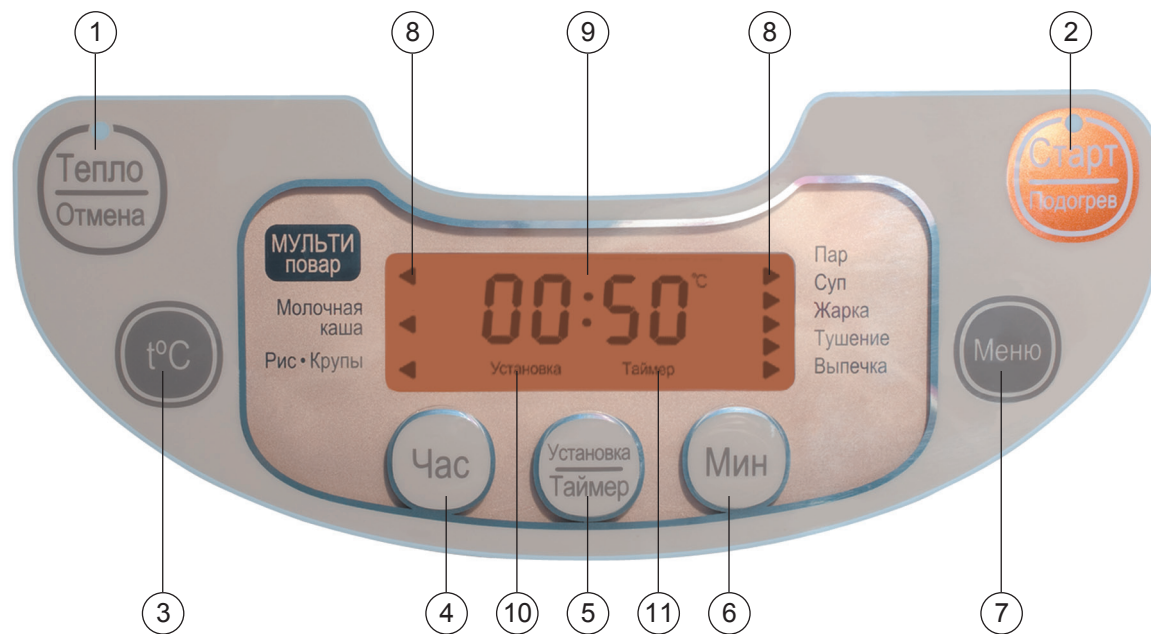 1
8
9
8
2
Тепло
Отмена
Старт
Подогрев
МУЛЬТИ
повар
Молочная
каша
Рис • Крупы
00:50 °C
Установка
Таймер
Пар
Суп
Жарка
Тушение
Выпечка
t°C
Меню
Час
Установка
Таймер
Мин
3
4
10
5
11
6
7